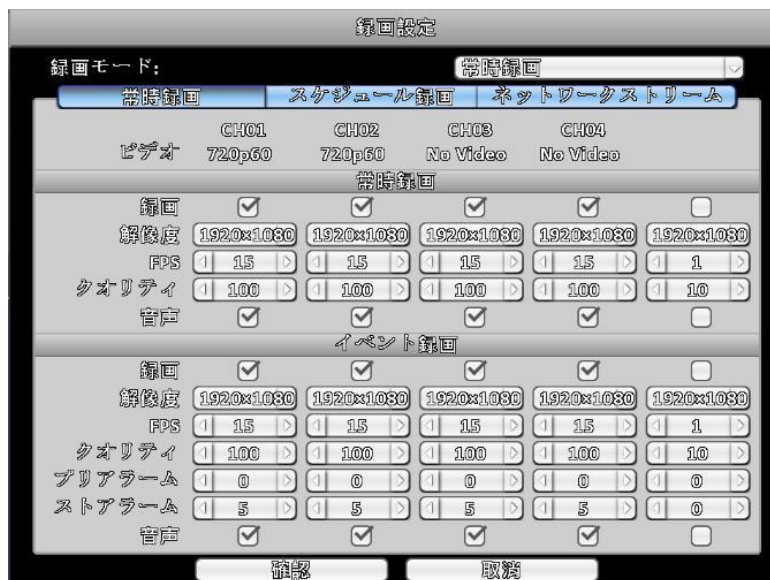 録画設定
録画モード: 常時録画
常時録画 スケジュール録画 ネットワークストリーム
CH01 CH02 CH03 CH04
ビデオ 720p60 720p60 No Video No Video
常時録画
録画
解像度 1920x1080 1920x1080 1920x1080 1920x1080 1920x1080
FPS 15 15 15 15 1
クオリティ 100 100 100 100 10
音声
イベント録画
録画
解像度 1920x1080 1920x1080 1920x1080 1920x1080 1920x1080
FPS 15 15 15 15 1
クオリティ 100 100 100 100 10
プリアラーム 0 0 0 0 0
ストアラーム 5 5 5 5 0
音声
確認 取消